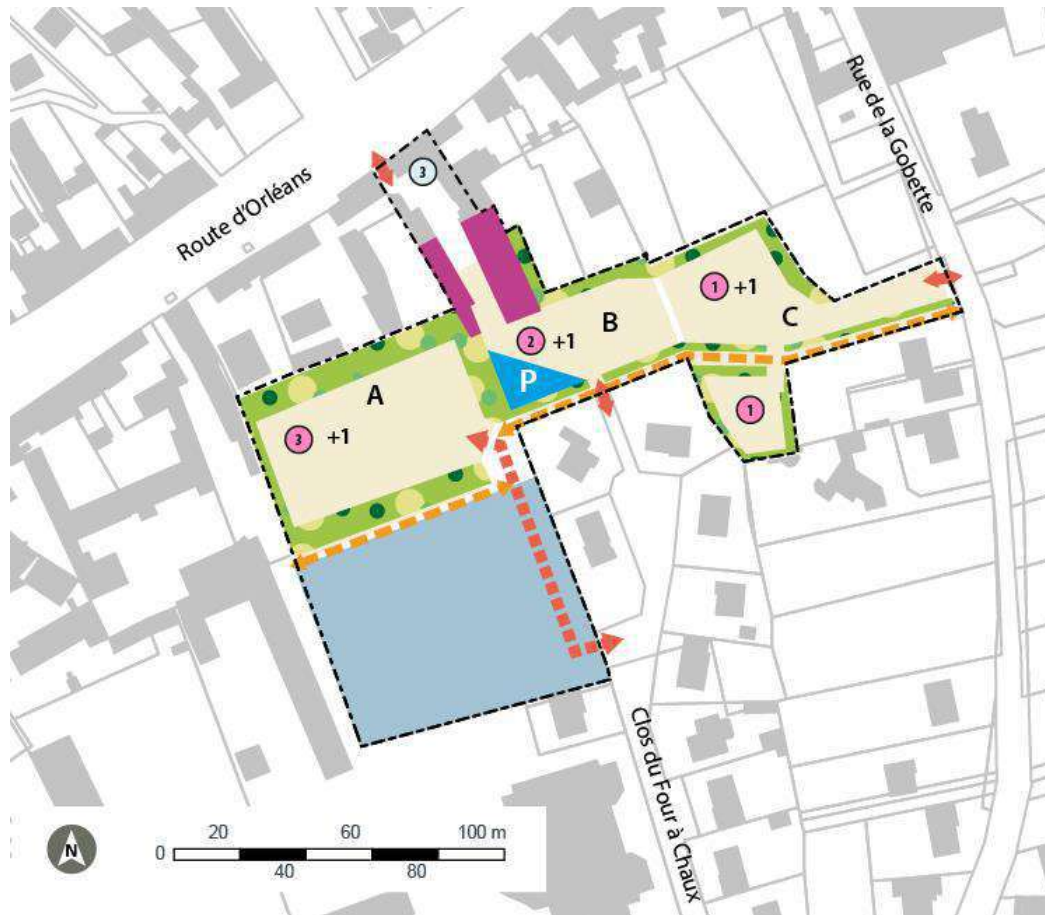 Route d'Orléans
3
Rue de la Gobette
1 +1
C
B
2 +1
P
A
3 +1
1
Clos du Four à Chaux
N
0 20 60 100 m
40 80